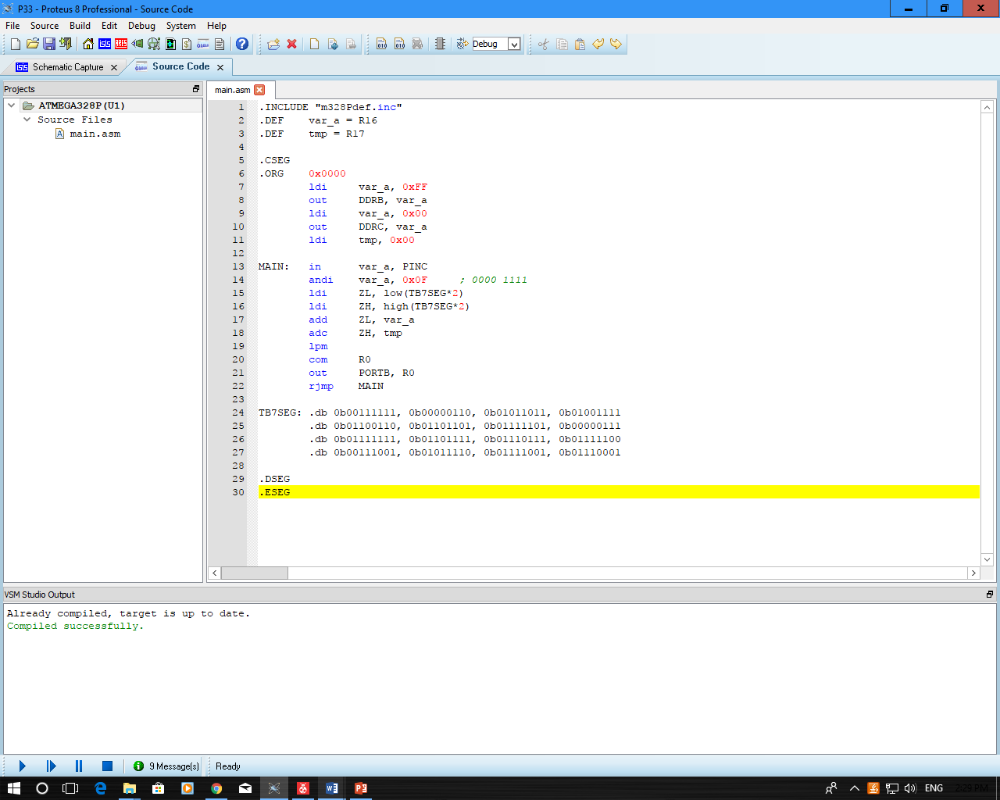 P33 - Proteus 8 Professional - Source Code
File Source Build Edit Debug System Help
Debug
Schematic Capture
Source Code
Projects
ATMEGA328P(U1)
Source Files
main.asm
main.asm
1 .INCLUDE "m328Pdef.inc"
2 .DEF var_a = R16
3 .DEF tmp = R17
4
5 .CSEG
6 .ORG 0x0000
7 ldi var_a, 0xFF
8 out DDRB, var_a
9 ldi var_a, 0x00
10 out DDRC, var_a
11 ldi tmp, 0x00
12
13 MAIN: in var_a, PINC
14 andi var_a, 0x0F ; 0000 1111
15 ldi ZL, low(TB7SEG*2)
16 ldi ZH, high(TB7SEG*2)
17 add ZL, var_a
18 adc ZH, tmp
19 lpm
20 com R0
21 out PORTB, R0
22 rjmp MAIN
23
24 TB7SEG: .db 0b00111111, 0b00000110, 0b01011011, 0b01001111
25 .db 0b01100110, 0b01101101, 0b01111101, 0b00000111
26 .db 0b01111111, 0b01101111, 0b01110111, 0b01111100
27 .db 0b00111001, 0b01011110, 0b01111001, 0b01110001
28
29 .DSEG
30 .ESEG
VSM Studio Output
Already compiled, target is up to date.
Compiled successfully.
9 Message(s)
Ready
ENG
2:29 PM